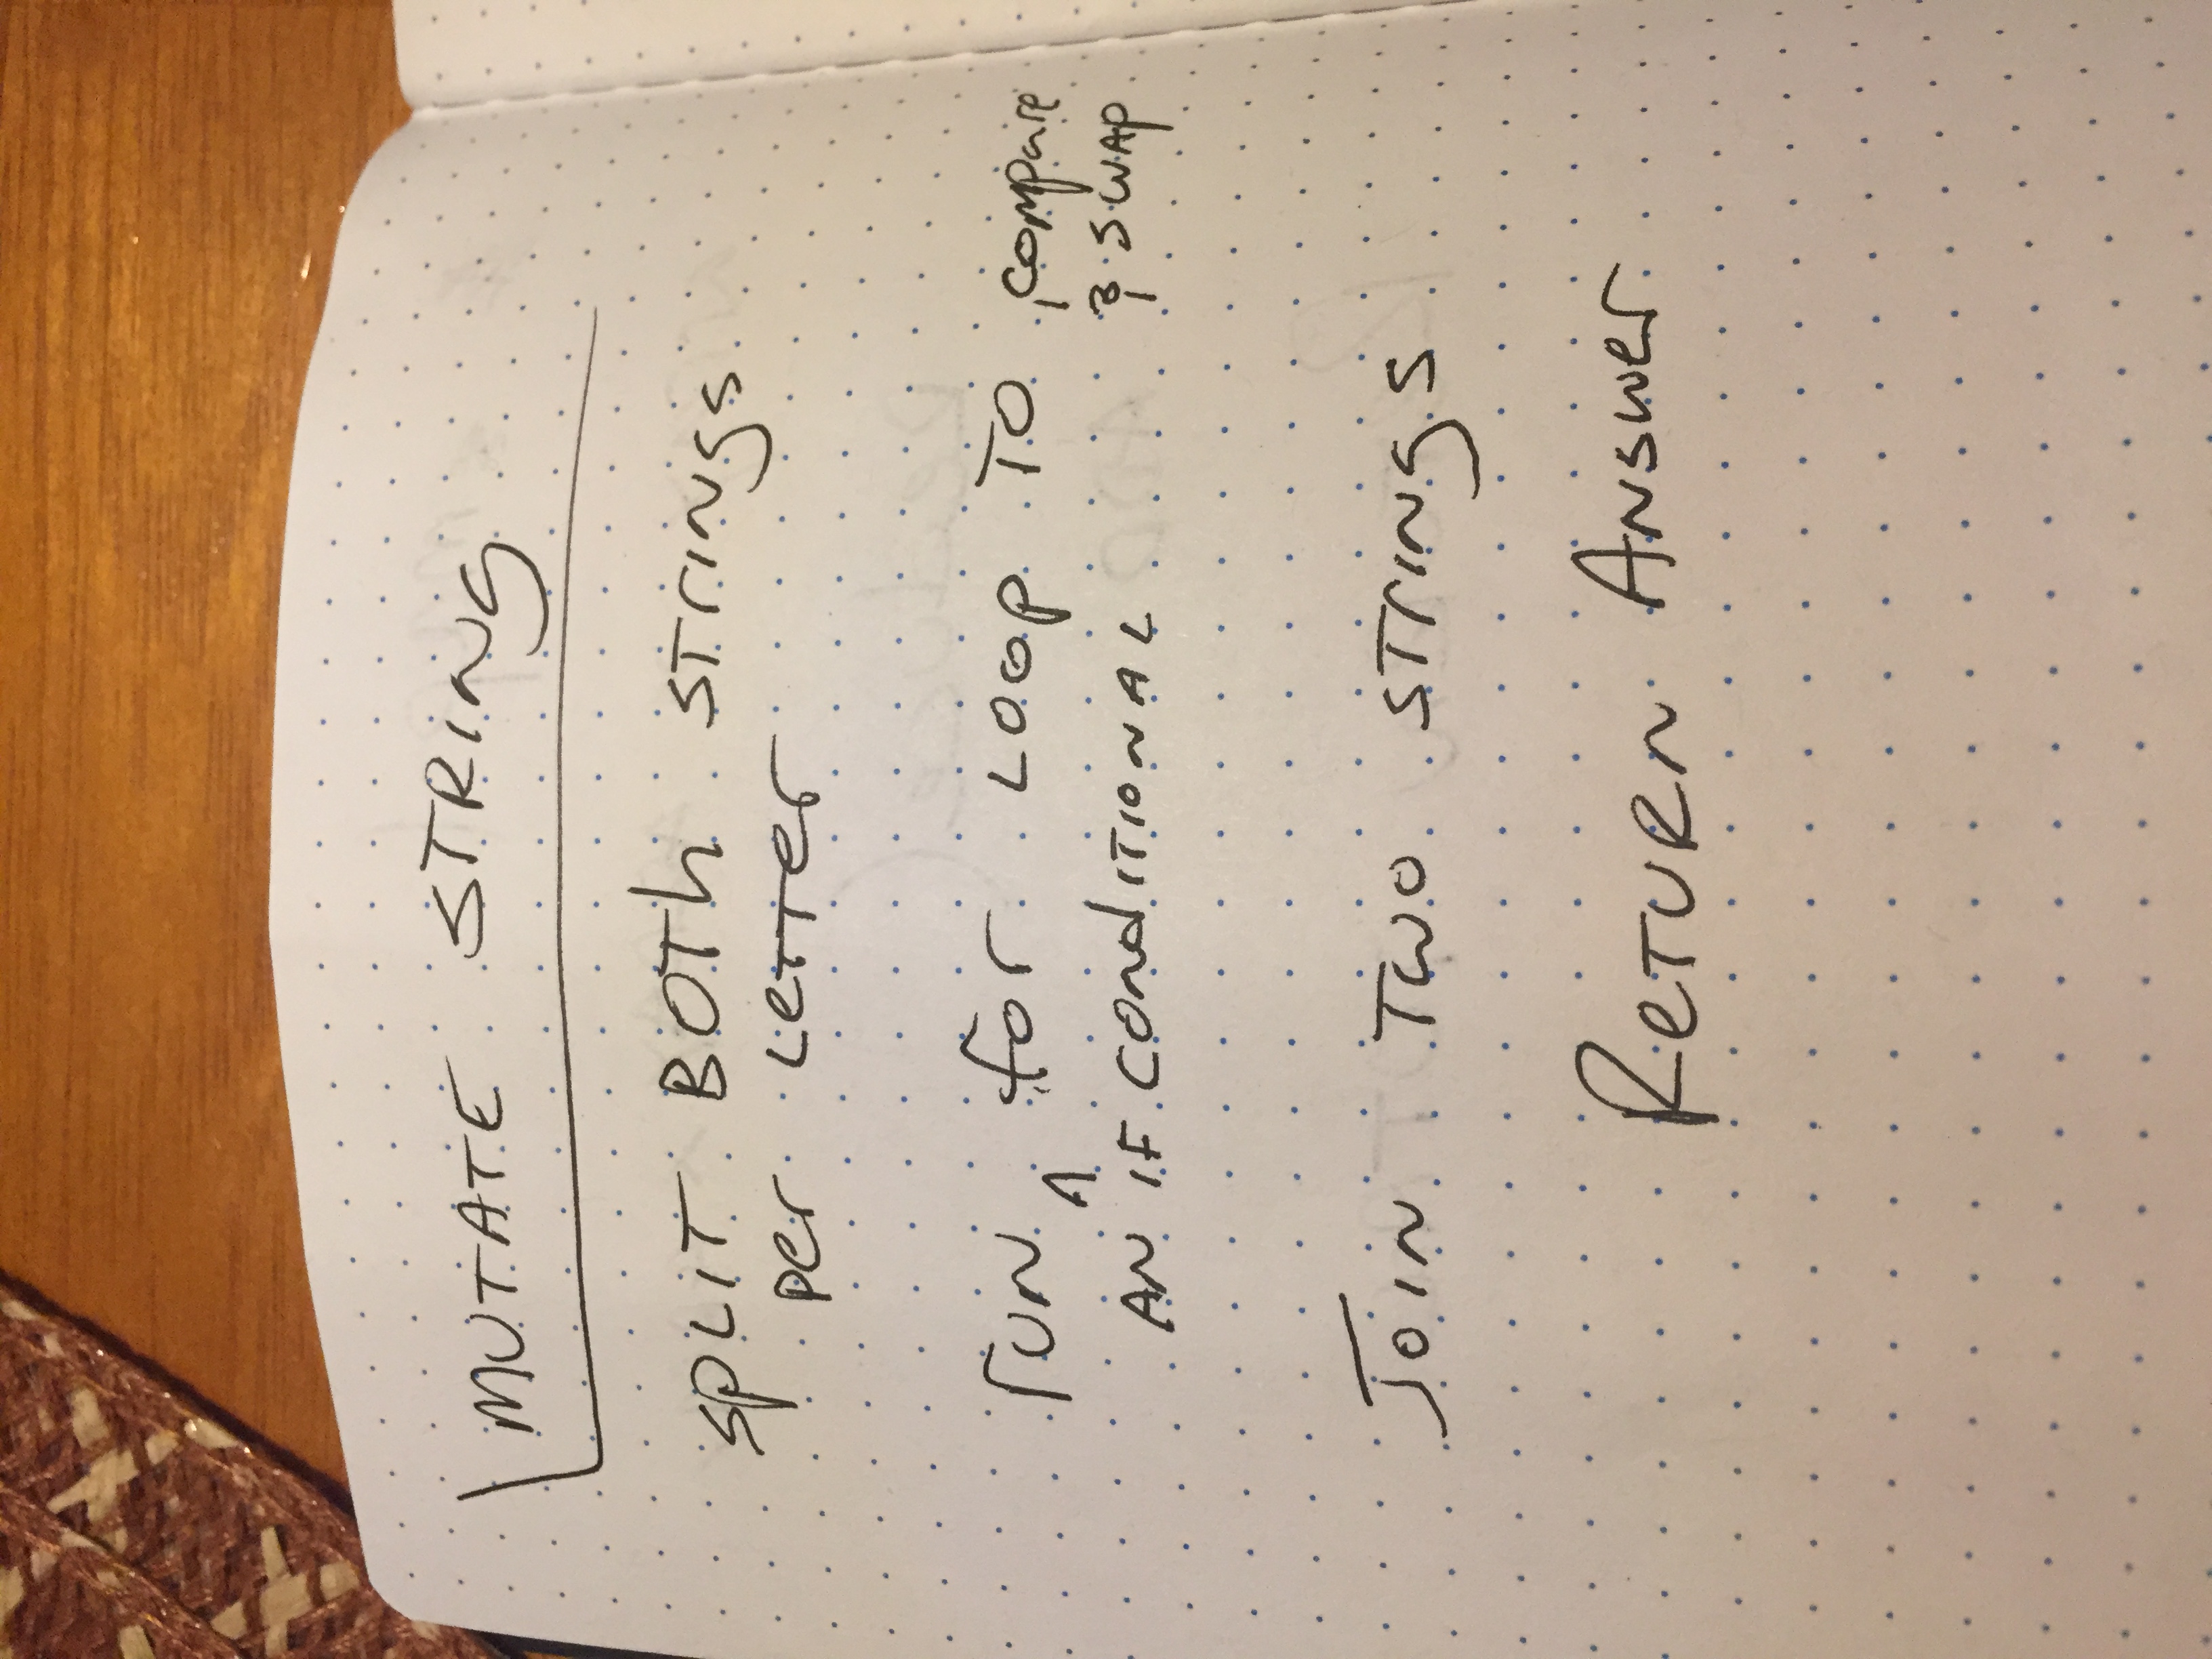 MUTATE STRING
SPLIT BOTh STrINgS
per LeTTer
rUN ^ for LOOp TO compare
AN IF CONdITIONAL & SWAP
JOIN TWO STrINgS
ReTURN ANSWer